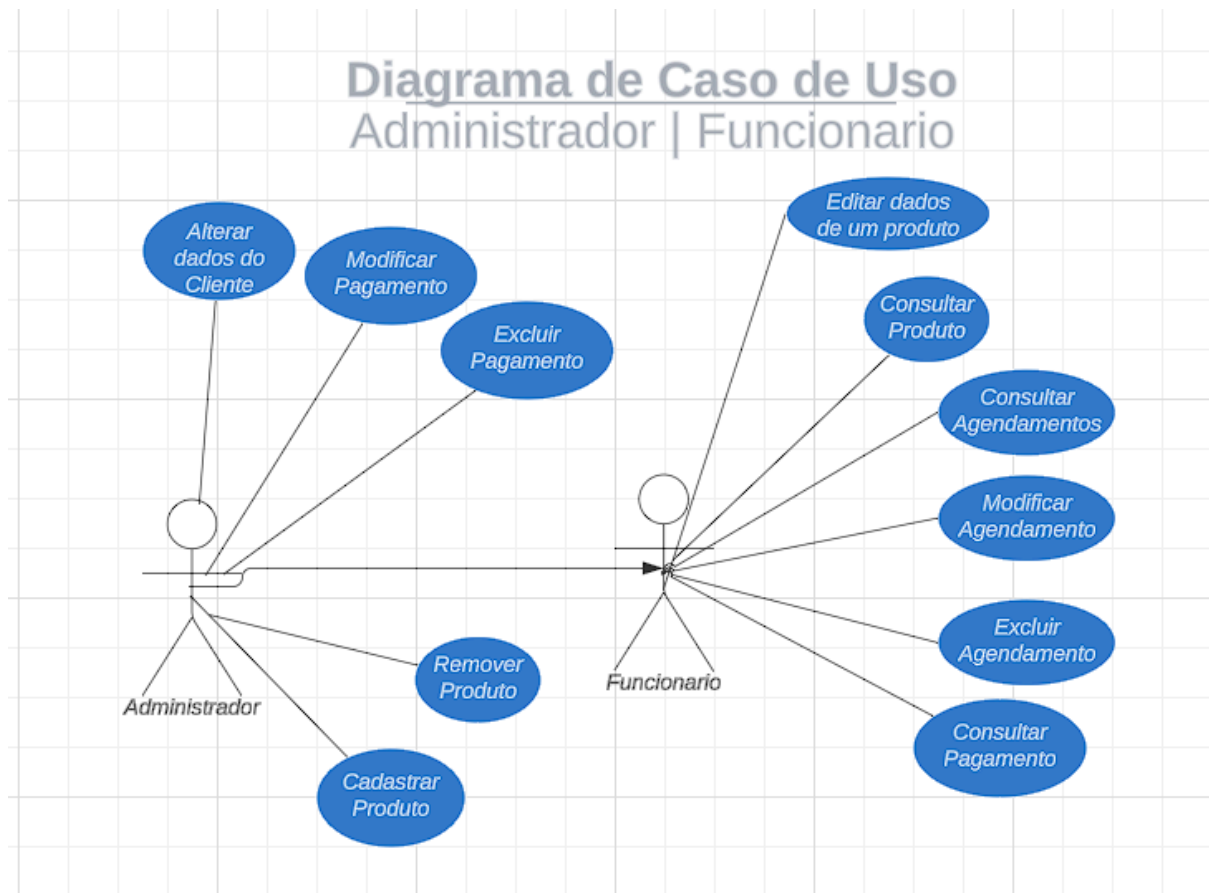 Diagrama de Caso de Uso
Administrador | Funcionario
Alterar
dados do
Cliente
Modificar
Pagamento
Excluir
Pagamento
Editar dados
de um produto
Consultar
Produto
Consultar
Agendamentos
Modificar
Agendamento
Excluir
Agendamento
Consultar
Pagamento
Remover
Produto
Cadastrar
Produto
Administrador
Funcionario